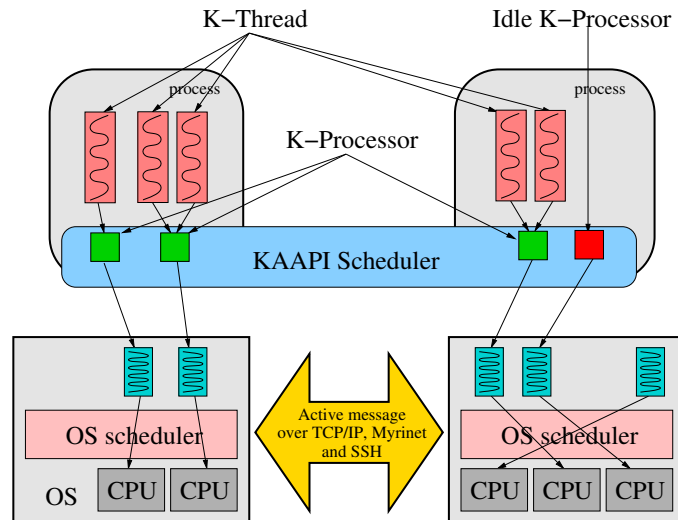 K−Thread
Idle K−Processor
process
process
K−Processor
KAAPI Scheduler
Active message
over TCP/IP, Myrinet
and SSH
OS scheduler
OS scheduler
OS
CPU
CPU
CPU
CPU
CPU